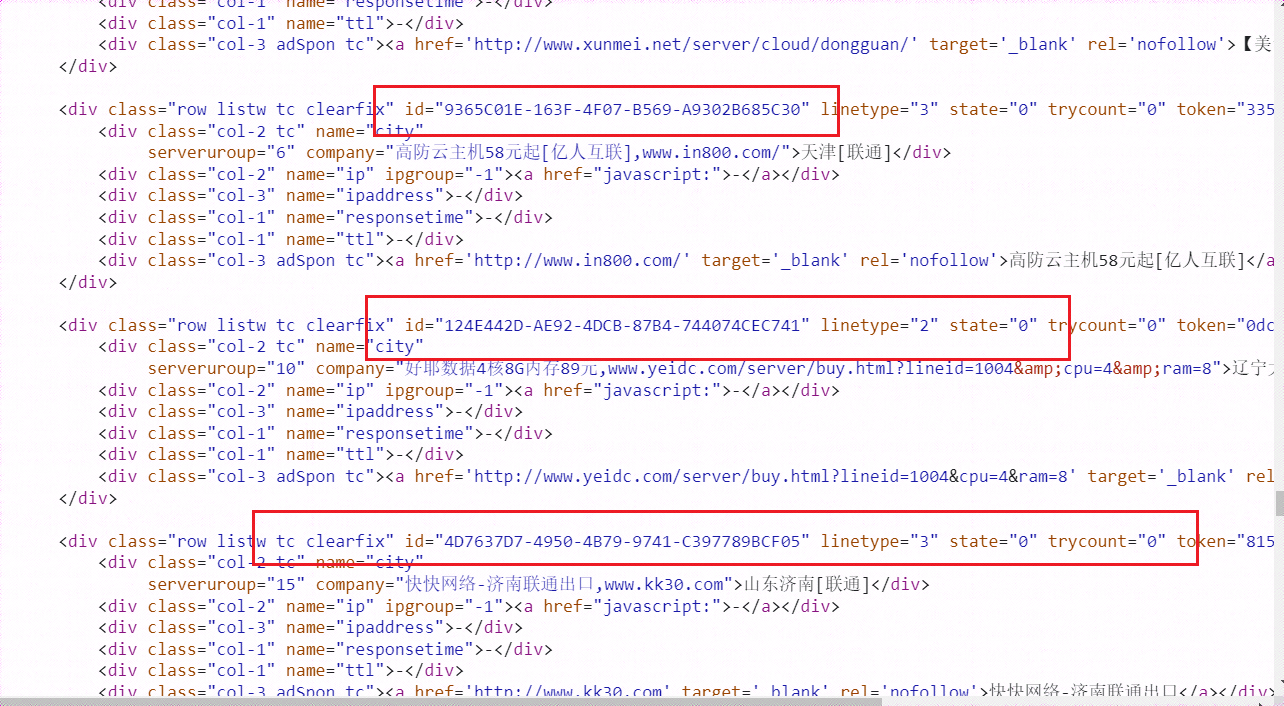 <div class="col-1" name="responsetime">-</div>
<div class="col-1" name="ttl">-</div>
<div class="col-3 adSpon tc"><a href='http://www.xunmei.net/server/cloud/dongguan/' target='_blank' rel='nofollow'>【美
</div>
<div class="row listw tc clearfix" id="9365C01E-163F-4F07-B569-A9302B685C30" linetype="3" state="0" trycount="0" token="335
<div class="col-2 tc" name="city"
serveruroup="6" company="高防云主机58元起[亿人互联],www.in800.com/">天津[联通]</div>
<div class="col-2" name="ip" ipgroup="-1"><a href="javascript:">-</a></div>
<div class="col-3" name="ipaddress">-</div>
<div class="col-1" name="responsetime">-</div>
<div class="col-1" name="ttl">-</div>
<div class="col-3 adSpon tc"><a href='http://www.in800.com/' target='_blank' rel='nofollow'>高防云主机58元起[亿人互联]</a
</div>
<div class="row listw tc clearfix" id="124E442D-AE92-4DCB-87B4-744074CEC741" linetype="2" state="0" trycount="0" token="0dc
<div class="col-2 tc" name="city"
serveruroup="10" company="好耶数据4核8G内存89元,www.yeidc.com/server/buy.html?lineid=1004&amp;cpu=4&amp;ram=8">辽宁
<div class="col-2" name="ip" ipgroup="-1"><a href="javascript:">-</a></div>
<div class="col-3" name="ipaddress">-</div>
<div class="col-1" name="responsetime">-</div>
<div class="col-1" name="ttl">-</div>
<div class="col-3 adSpon tc"><a href='http://www.yeidc.com/server/buy.html?lineid=1004&cpu=4&ram=8' target='_blank' rel
</div>
<div class="row listw tc clearfix" id="4D7637D7-4950-4B79-9741-C397789BCF05" linetype="3" state="0" trycount="0" token="815
<div class="col-2 tc" name="city"
serveruroup="15" company="快快网络-济南联通出口,www.kk30.com">山东济南[联通]</div>
<div class="col-2" name="ip" ipgroup="-1"><a href="javascript:">-</a></div>
<div class="col-3" name="ipaddress">-</div>
<div class="col-1" name="responsetime">-</div>
<div class="col-1" name="ttl">-</div>
<div class="col-3 adSpon tc"><a href='http://www.kk30.com' target='_blank' rel='nofollow'>快快网络-济南联通出口</a></div>